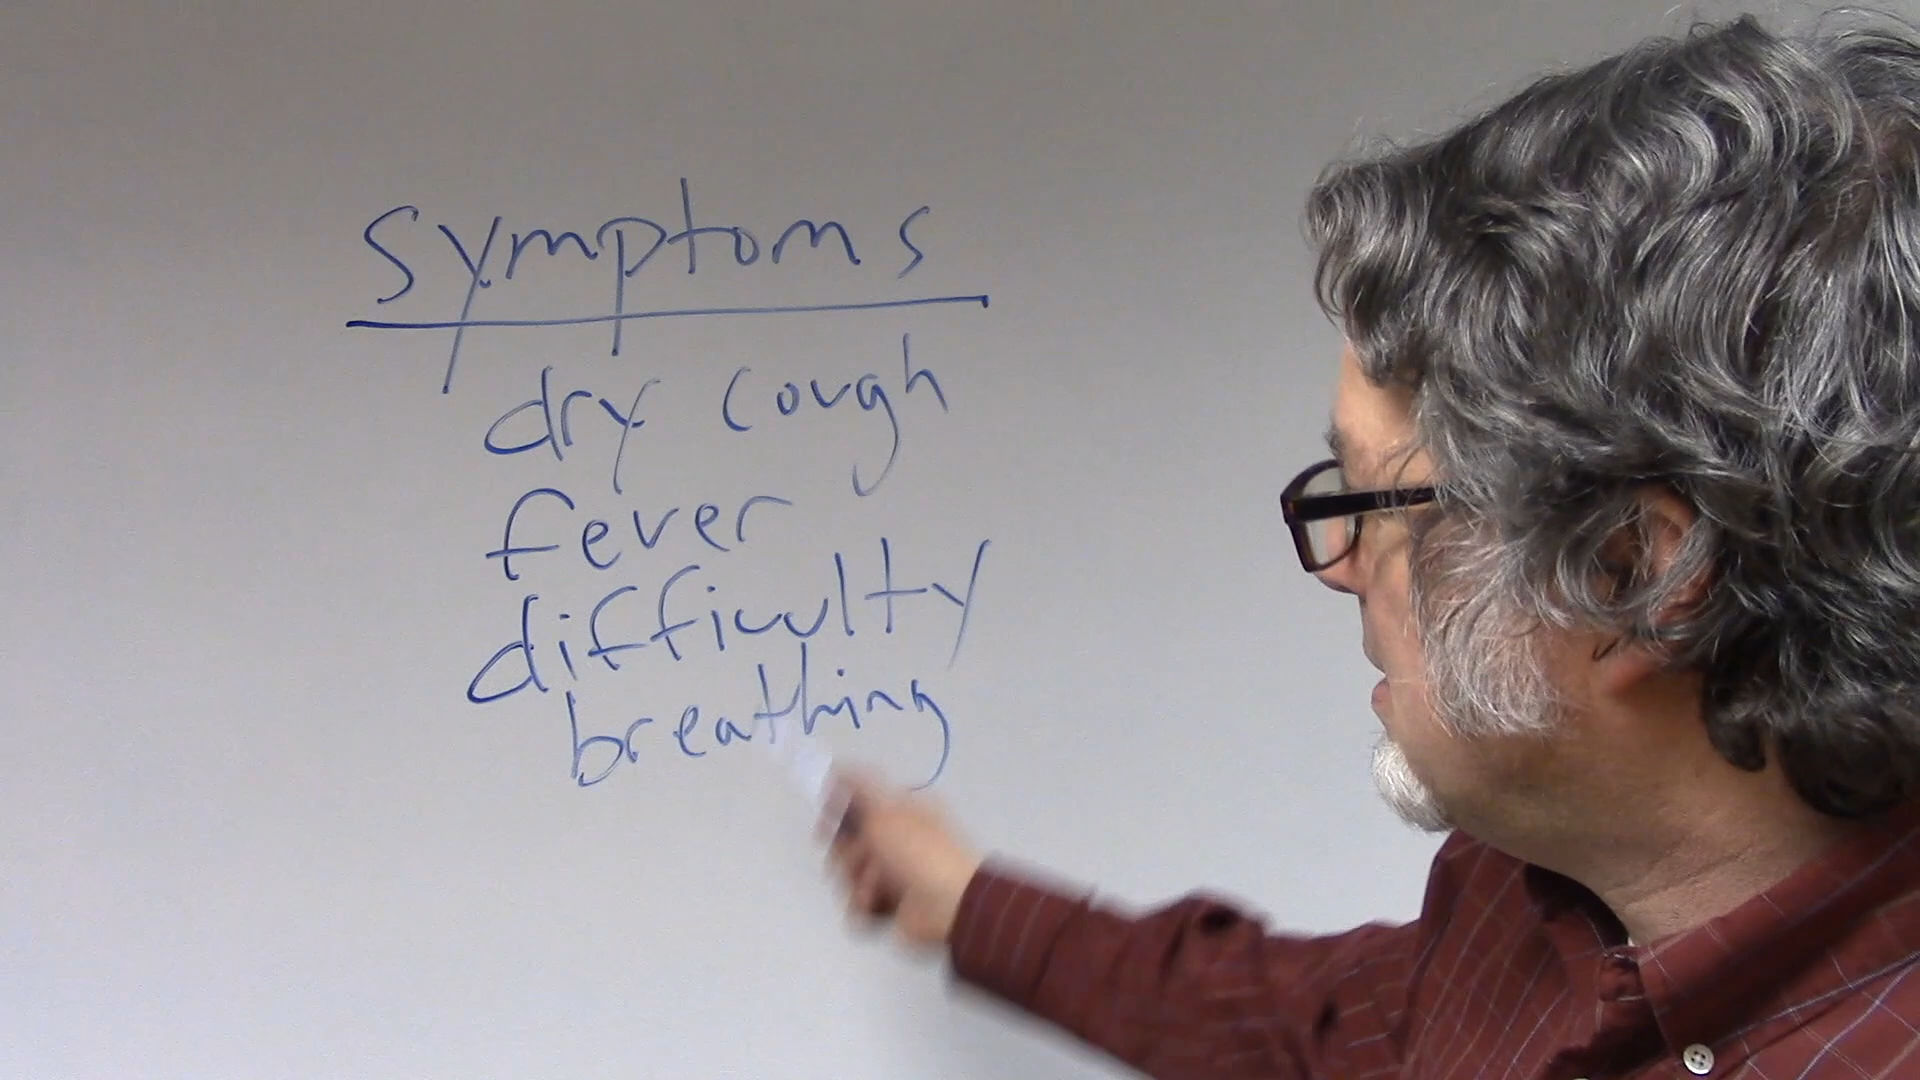 symptoms
dry cough
fever
difficulty
breathing